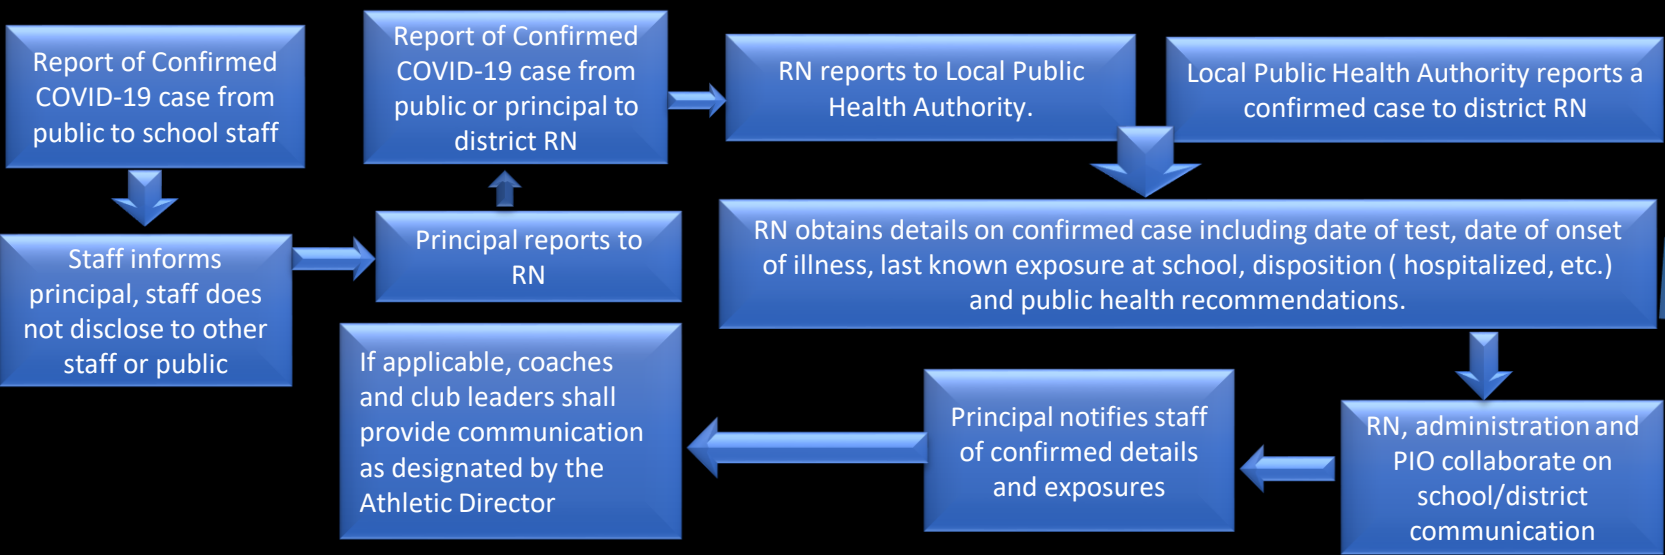 Report of Confirmed
COVID-19 case from
public to school staff
Staff informs
principal, staff does
not disclose to other
staff or public
Principal reports to
RN
Report of Confirmed
COVID-19 case from
public or principal to
district RN
RN reports to Local Public
Health Authority.
Local Public Health Authority reports a
confirmed case to district RN
RN obtains details on confirmed case including date of test, date of onset
of illness, last known exposure at school, disposition ( hospitalized, etc.)
and public health recommendations.
RN, administration and
PIO collaborate on
school/district
communication
Principal notifies staff
of confirmed details
and exposures
If applicable, coaches
and club leaders shall
provide communication
as designated by the
Athletic Director